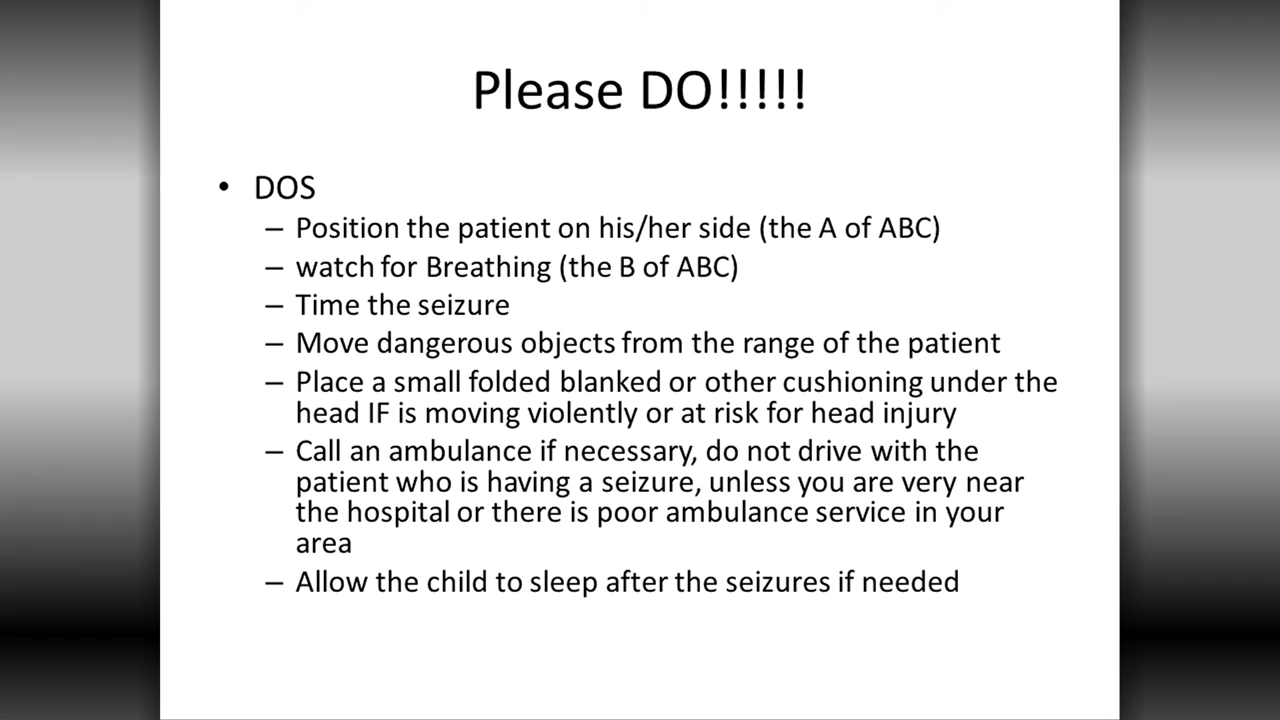 Please DO!!!!!
• DOS
– Position the patient on his/her side (the A of ABC)
– watch for Breathing (the B of ABC)
– Time the seizure
– Move dangerous objects from the range of the patient
– Place a small folded blanked or other cushioning under the
head IF is moving violently or at risk for head injury
– Call an ambulance if necessary, do not drive with the
patient who is having a seizure, unless you are very near
the hospital or there is poor ambulance service in your
area
– Allow the child to sleep after the seizures if needed